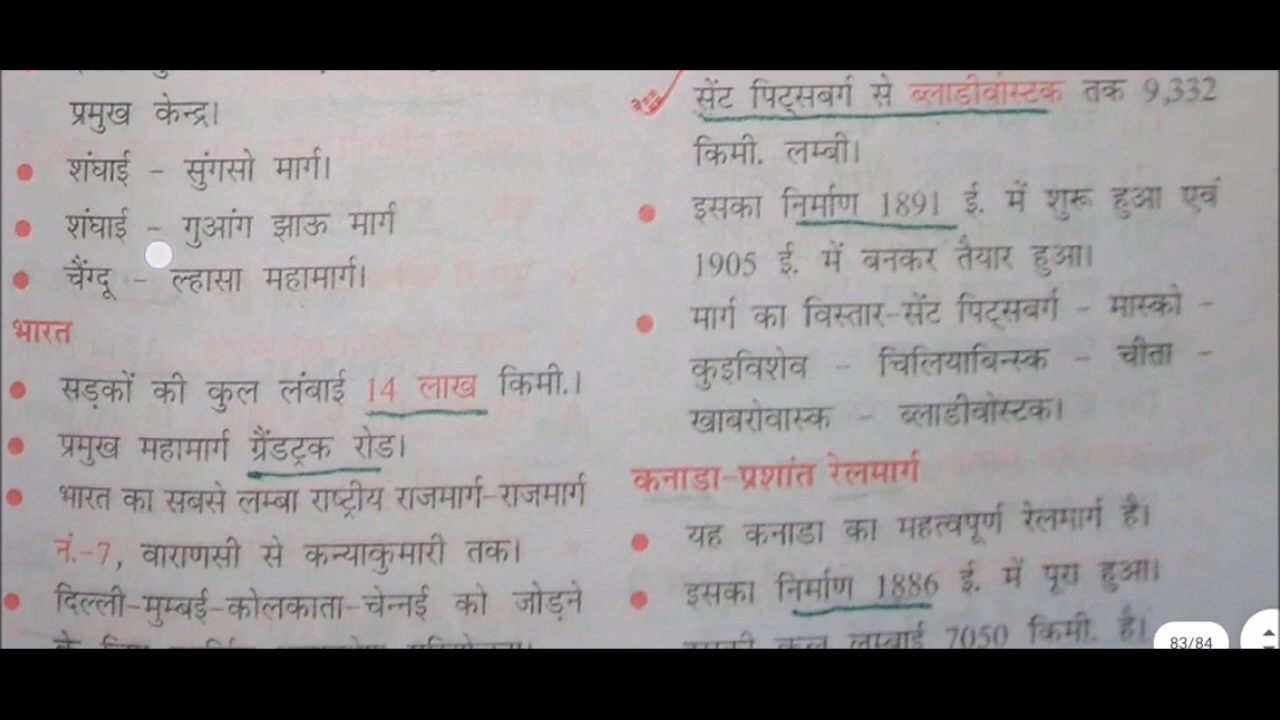 प्रमुख केन्द्र।
शंघाई - सुंगसो मार्ग।
शंघाई - गुआंग झाऊ मार्ग
चैंग्दू - ल्हासा महामार्ग।
भारत
सड़कों की कुल लंबाई 14 लाख किमी.।
प्रमुख महामार्ग ग्रैंडट्रक रोड।
भारत का सबसे लम्बा राष्ट्रीय राजमार्ग-राजमार्ग
नं.-7, वाराणसी से कन्याकुमारी तक।
दिल्ली-मुम्बई-कोलकाता-चेन्नई को जोड़ने
सेंट पिट्सबर्ग से ब्लाडीवोस्टक तक 9,332
किमी. लम्बी।
इसका निर्माण 1891 ई. में शुरू हुआ एवं
1905 ई. में बनकर तैयार हुआ।
मार्ग का विस्तार-सेंट पिट्सबर्ग - मास्को -
कुइविशेव - चिलियाविन्स्क - चीता -
खाबरोवास्क - ब्लाडीवोस्टक।
कनाडा-प्रशांत रेलमार्ग
यह कनाडा का महत्वपूर्ण रेलमार्ग है।
इसका निर्माण 1886 ई. में पूरा हुआ।
कुल लम्बाई 7050 किमी. है।
83/84